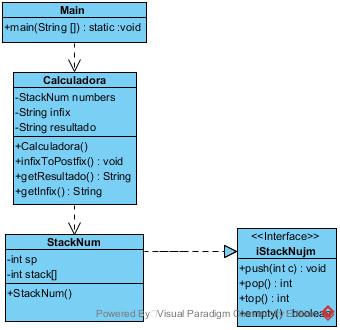 Main
+main(String []) : static :void
Calculadora
-StackNum numbers
-String infix
-String resultado
+Calculadora()
+infixToPostfix() : void
+getResultado() : String
+getInfix() : String
StackNum
-int sp
-int stack[]
+StackNum()
<<Interface>>
iStackNujm
+push(int c) : void
+pop() : int
+top() : int
+empty() : boolean
Powered By Visual Paradigm Community Edition